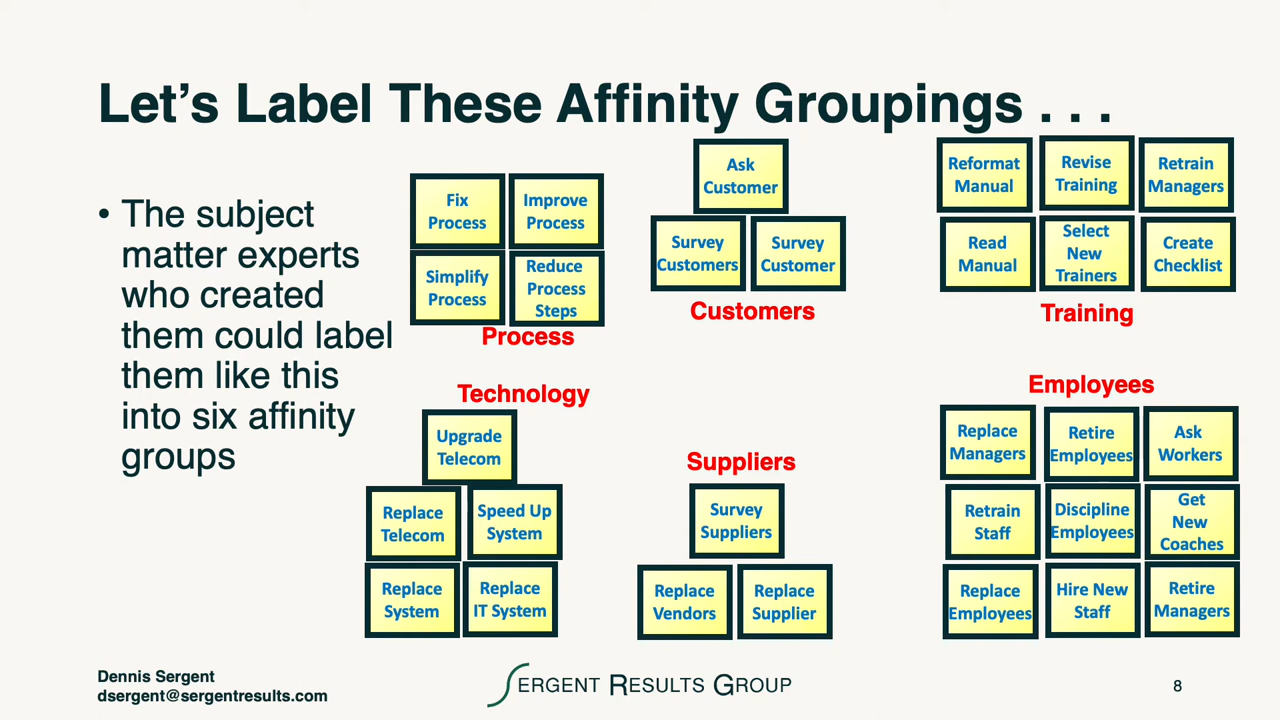 Let's Label These Affinity Groupings . . .
• The subject
matter experts
who created
them could label
them like this
into six affinity
groups
Fix
Process
Improve
Process
Simplify
Process
Reduce
Process
Steps
Process
Ask
Customer
Survey
Customers
Survey
Customer
Customers
Reformat
Manual
Revise
Training
Retrain
Managers
Read
Manual
Select
New
Trainers
Create
Checklist
Training
Technology
Upgrade
Telecom
Replace
Telecom
Speed Up
System
Replace
System
Replace
IT System
Suppliers
Survey
Suppliers
Replace
Vendors
Replace
Supplier
Employees
Replace
Managers
Retire
Employees
Ask
Workers
Retrain
Staff
Discipline
Employees
Get
New
Coaches
Replace
Employees
Hire New
Staff
Retire
Managers
Dennis Sergent
dsergent@sergentresults.com
SERGENT RESULTS GROUP
8